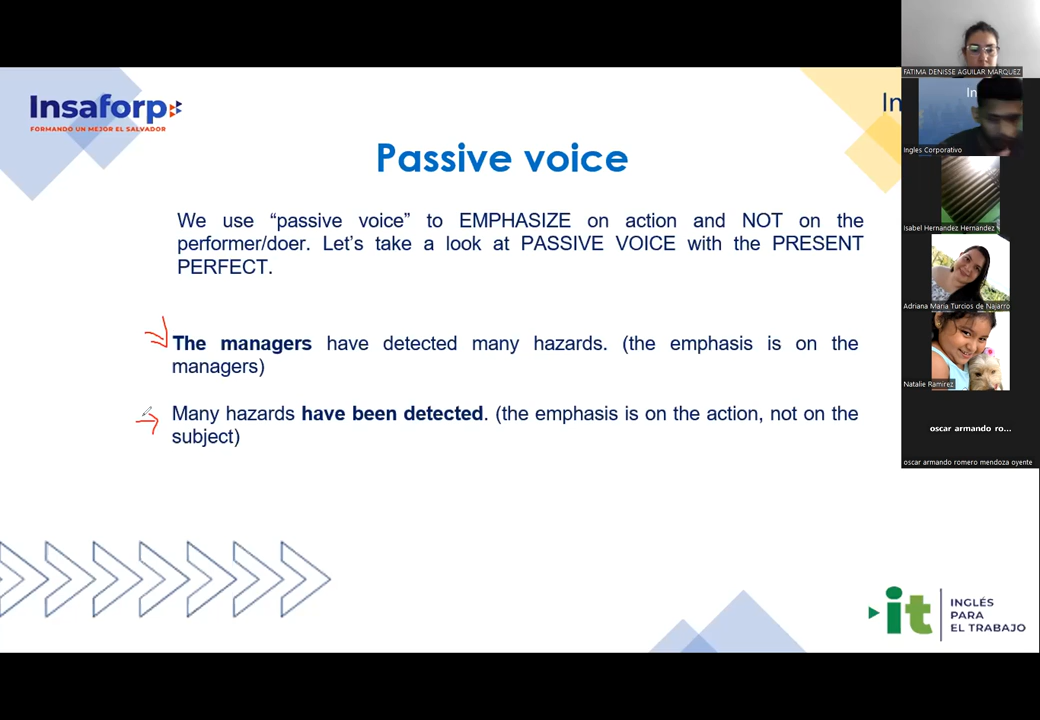 Insaforp
FORMANDO UN MEJOR EL SALVADOR
In
Passive voice
We use “passive voice” to EMPHASIZE on action and NOT on the
performer/doer. Let’s take a look at PASSIVE VOICE with the PRESENT
PERFECT.
The managers have detected many hazards. (the emphasis is on the
managers)
Many hazards have been detected. (the emphasis is on the action, not on the
subject)
it
INGLÉS
PARA
EL TRABAJO
FATIMA DENISSE AGUILAR MARQUEZ
In
Ingles Corporativo
Isabel Hernandez Hernandez
Adriana Maria Turcios de Najarro
Natalie Ramirez
oscar armando ro...
oscar armando romero mendoza oyente